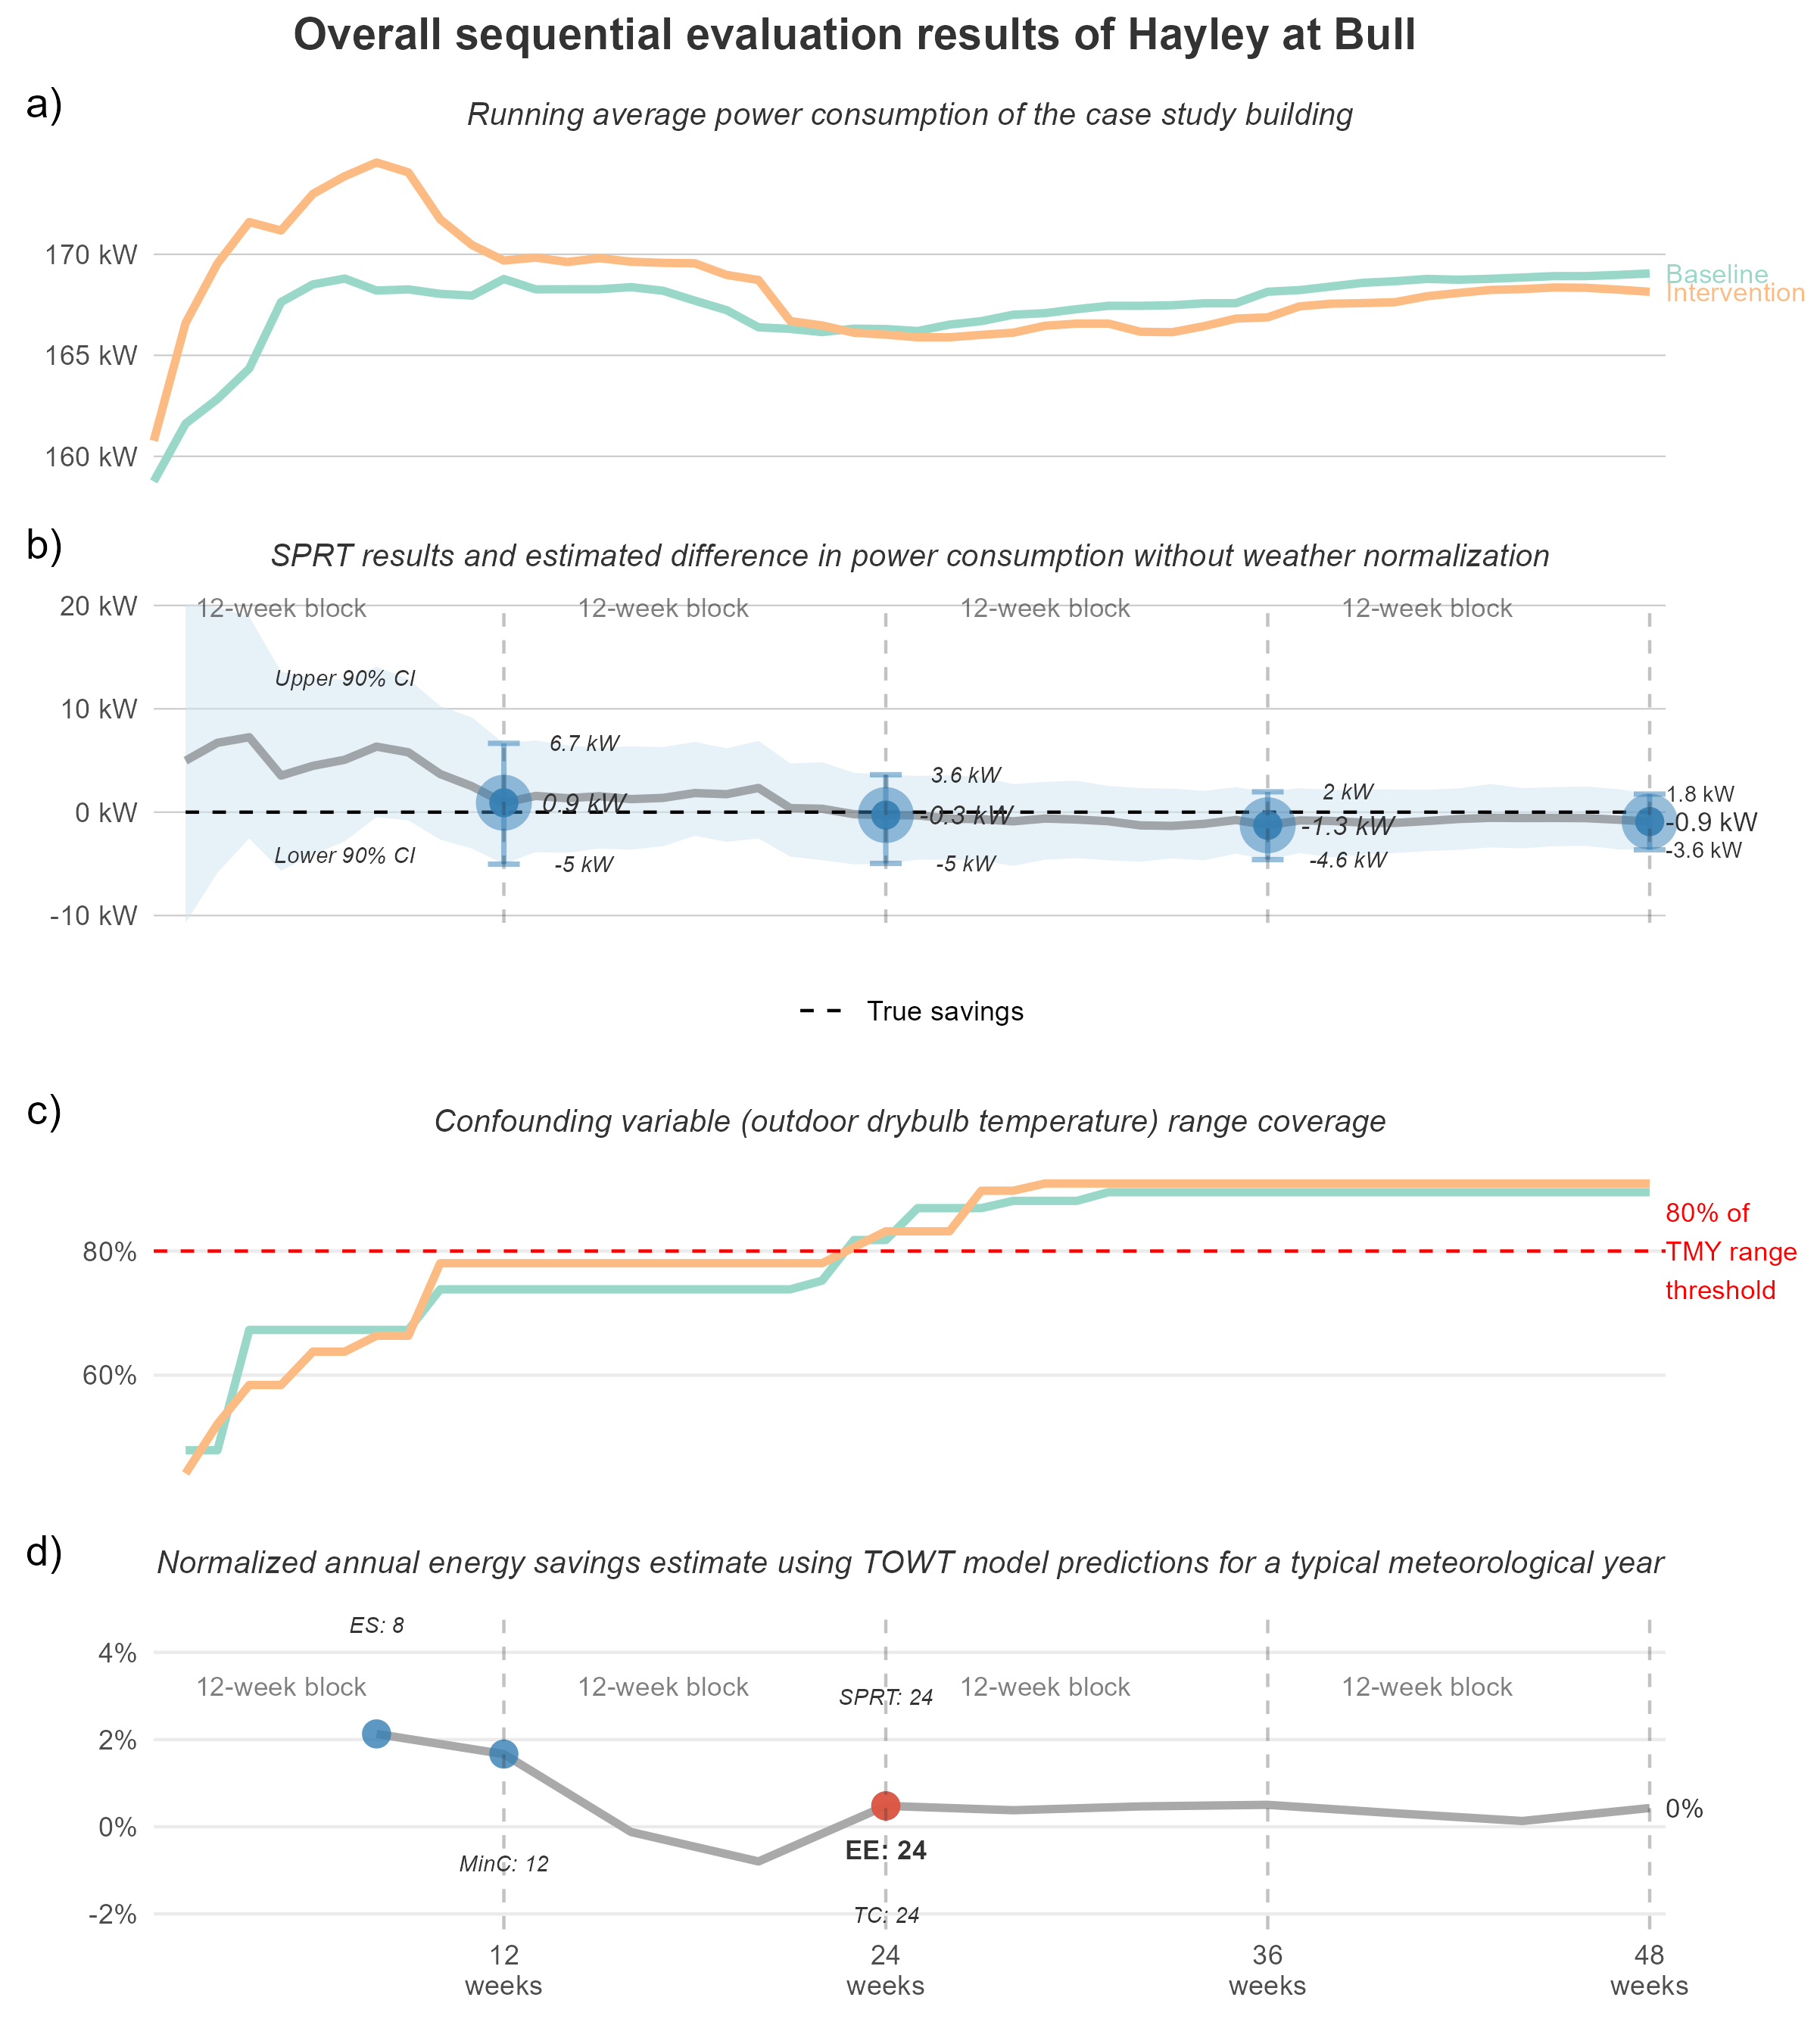 Overall sequential evaluation results of Hayley at Bull
a)
Running average power consumption of the case study building
170 kW
165 kW
160 kW
Baseline
Intervention
b)
SPRT results and estimated difference in power consumption without weather normalization
20 kW
10 kW
0 kW
-10 kW
12-week block
12-week block
12-week block
12-week block
Upper 90% CI
Lower 90% CI
6.7 kW
0.9 kW
-5 kW
3.6 kW
-0.3 kW
-5 kW
2 kW
-1.3 kW
-4.6 kW
1.8 kW
-0.9 kW
-3.6 kW
True savings
c)
Confounding variable (outdoor drybulb temperature) range coverage
80%
60%
80% of
TMY range
threshold
d)
Normalized annual energy savings estimate using TOWT model predictions for a typical meteorological year
4%
2%
0%
-2%
ES: 8
12-week block
12-week block
12-week block
12-week block
SPRT: 24
MinC: 12
EE: 24
TC: 24
0%
12
weeks
24
weeks
36
weeks
48
weeks